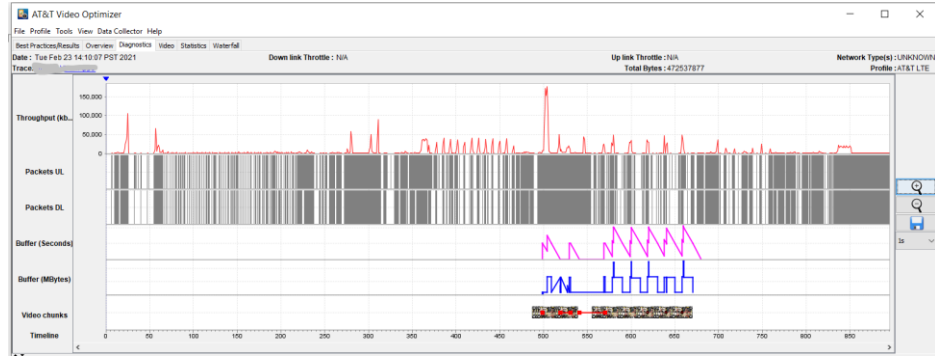 AT&T Video Optimizer
File Profile Tools View Data Collector Help
Best Practices/Results Overview Diagnostics Video Statistics Waterfall
Date : Tue Feb 23 14:10:07 PST 2021 Down link Throttle : N/A Up link Throttle : N/A Network Type(s) : UNKNOWN
Trace Total Bytes : 472537877 Profile : AT&T LTE
150,000
Throughput (kb... 100,000
50,000
0
Packets UL
Packets DL
1s
Buffer (Seconds)
Buffer (MBytes)
Video chunks
Timeline 0 50 100 150 200 250 300 350 400 450 500 550 600 650 700 750 800 850